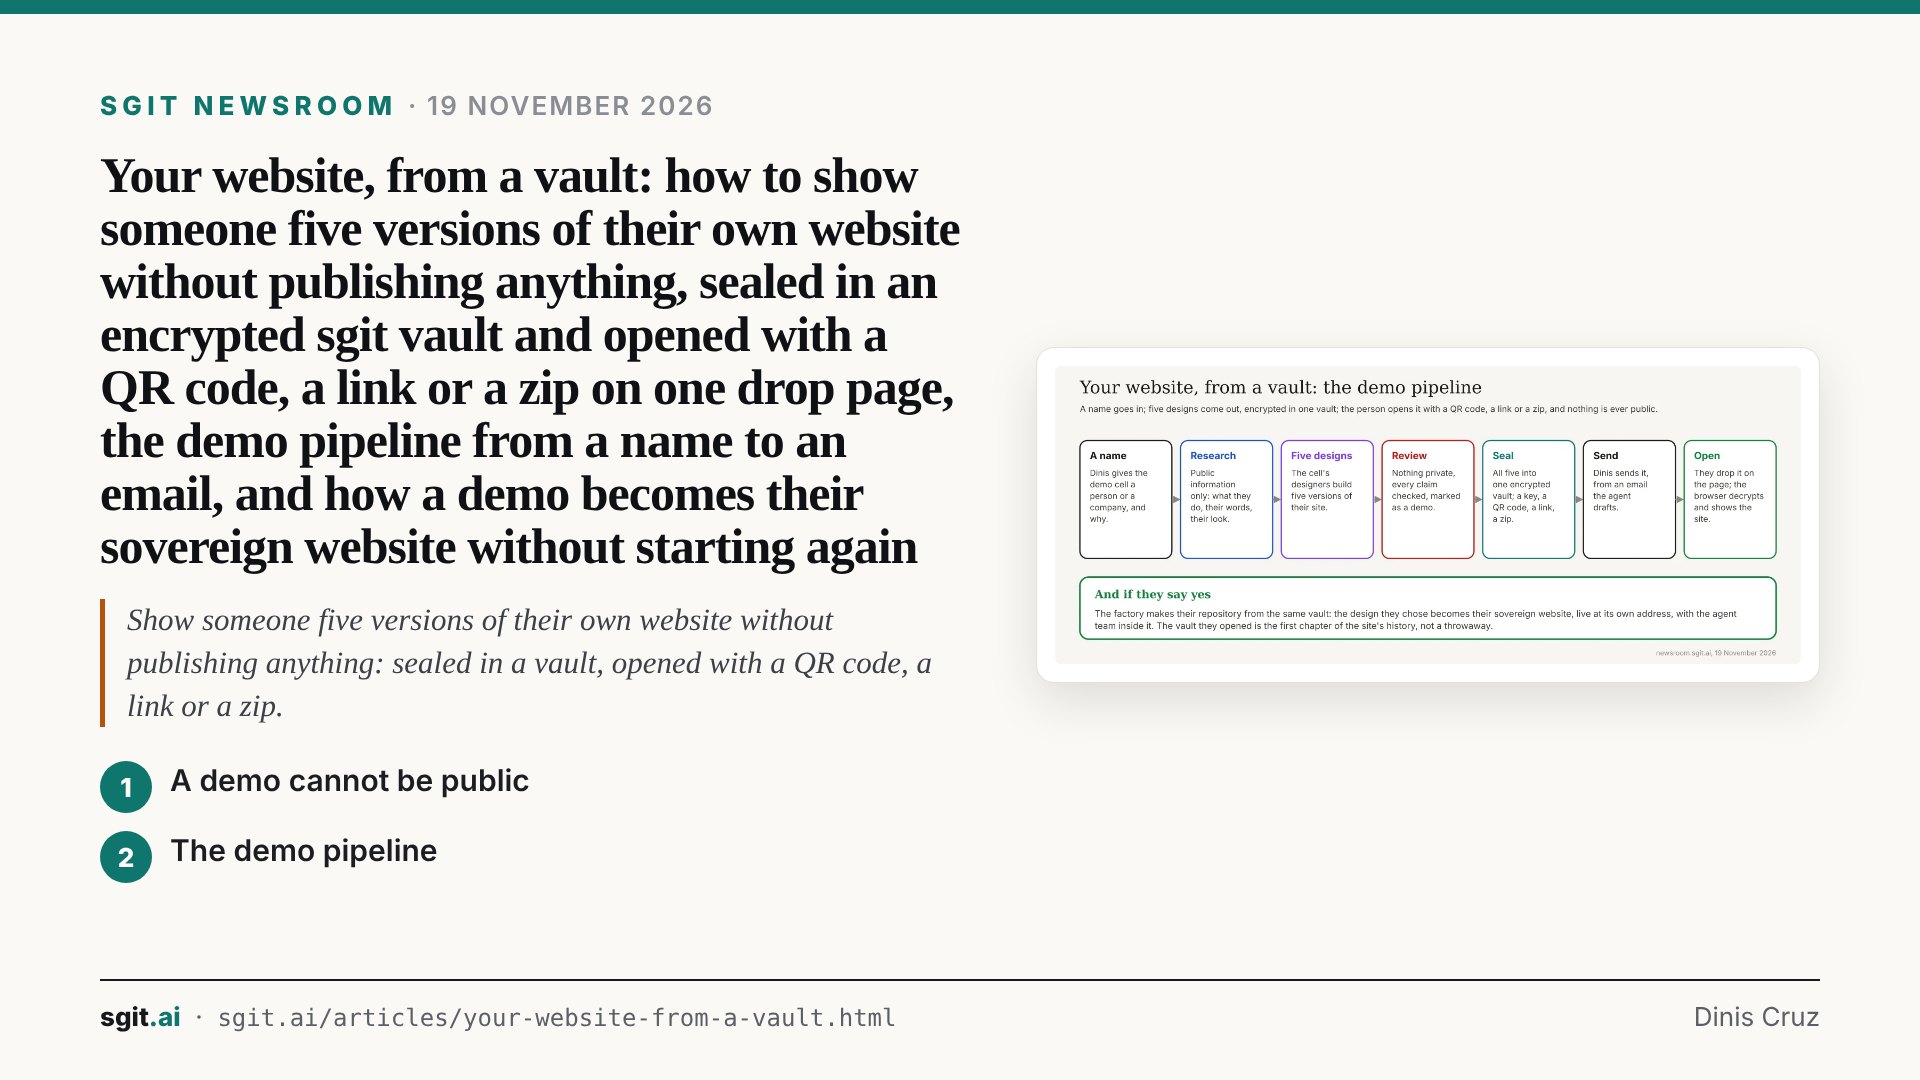 SGIT NEWSROOM · 19 NOVEMBER 2026
Your website, from a vault: how to show
someone five versions of their own website
without publishing anything, sealed in an
encrypted sgit vault and opened with a
QR code, a link or a zip on one drop page,
the demo pipeline from a name to an
email, and how a demo becomes their
sovereign website without starting again
Show someone five versions of their own website without
publishing anything: sealed in a vault, opened with a QR code, a
link or a zip.
1 A demo cannot be public
2 The demo pipeline
Your website, from a vault: the demo pipeline
A name goes in; five designs come out, encrypted in one vault; the person opens it with a QR code, a link or a zip, and nothing is ever public.
A name
Dinis gives the
demo cell a
person or a
company, and
why.
Research
Public
information
only: what they
do, their words,
their look.
Five designs
The cell's
designers build
five versions of
their site.
Review
Nothing private,
every claim
checked, marked
as a demo.
Seal
All five into
one encrypted
vault; a key, a
QR code, a link,
a zip.
Send
Dinis sends it,
from an email
the agent
drafts.
Open
They drop it on
the page; the
browser decrypts
and shows the
site.
And if they say yes
The factory makes their repository from the same vault: the design they chose becomes their sovereign website, live at its own address, with the agent
team inside it. The vault they opened is the first chapter of the site's history, not a throwaway.
newsroom.sgit.ai, 19 November 2026
sgit.ai · sgit.ai/articles/your-website-from-a-vault.html
Dinis Cruz